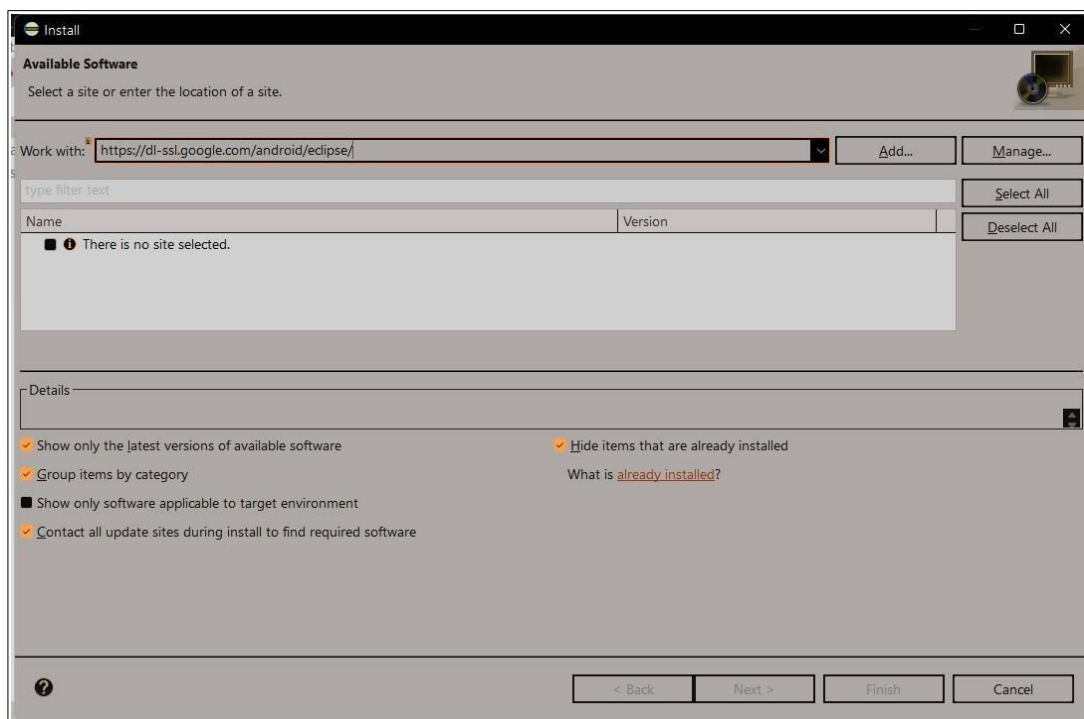 Install
Available Software
Select a site or enter the location of a site.
Work with: https://dl-ssl.google.com/android/eclipse/ Add... Manage...
type filter text Select All
Name Version
Deselect All
There is no site selected.
Details
Show only the latest versions of available software Hide items that are already installed
Group items by category What is already installed?
Show only software applicable to target environment
Contact all update sites during install to find required software
< Back Next > Finish Cancel